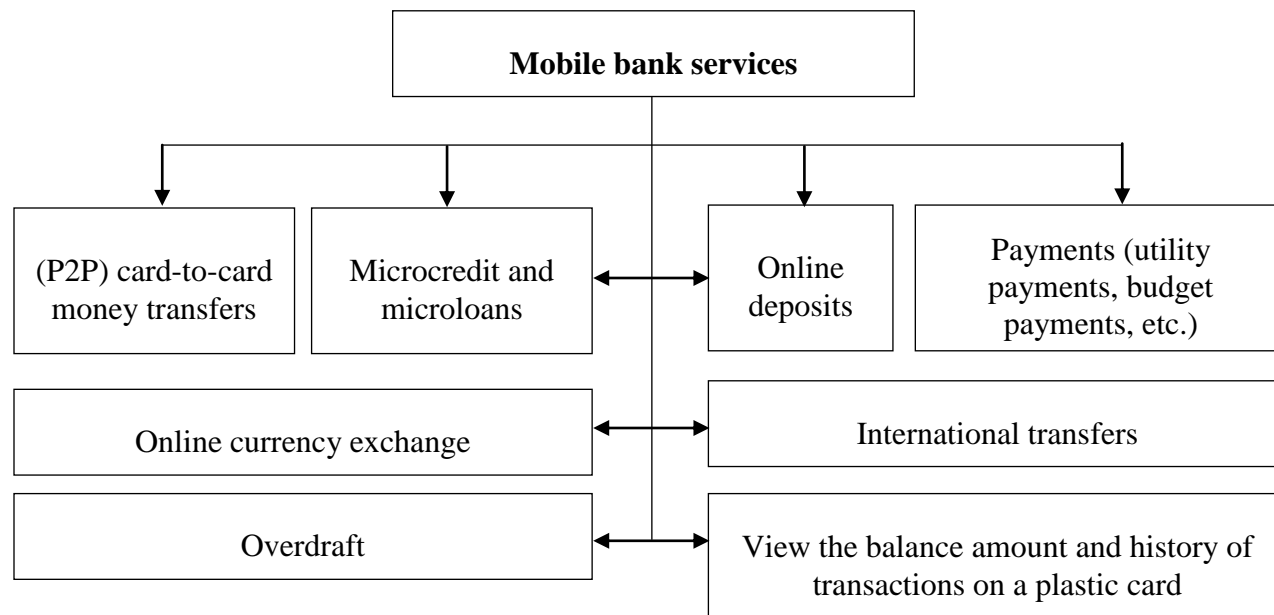 Mobile bank services
(P2P) card-to-card
money transfers
Microcredit and
microloans
Online
deposits
Payments (utility
payments, budget
payments, etc.)
Online currency exchange
International transfers
Overdraft
View the balance amount and history of
transactions on a plastic card